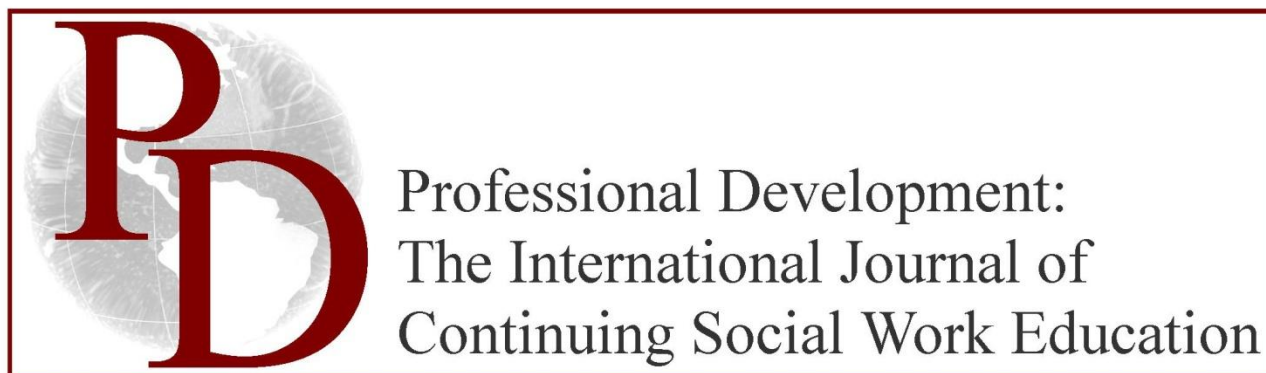 PD
Professional Development:
The International Journal of
Continuing Social Work Education